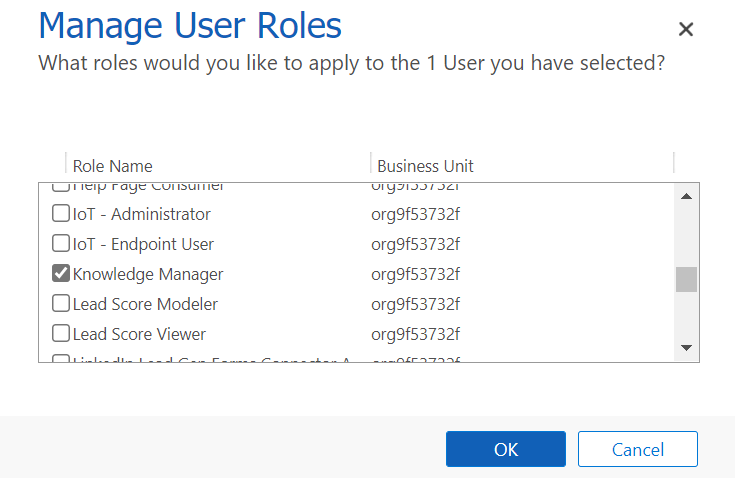 Manage User Roles
What roles would you like to apply to the 1 User you have selected?
Role Name Business Unit
Help Page Consumer org9f53732f
IoT - Administrator org9f53732f
IoT - Endpoint User org9f53732f
Knowledge Manager org9f53732f
Lead Score Modeler org9f53732f
Lead Score Viewer org9f53732f
LinkedIn Lead Gen Forms Connector A org9f53732f
OK Cancel